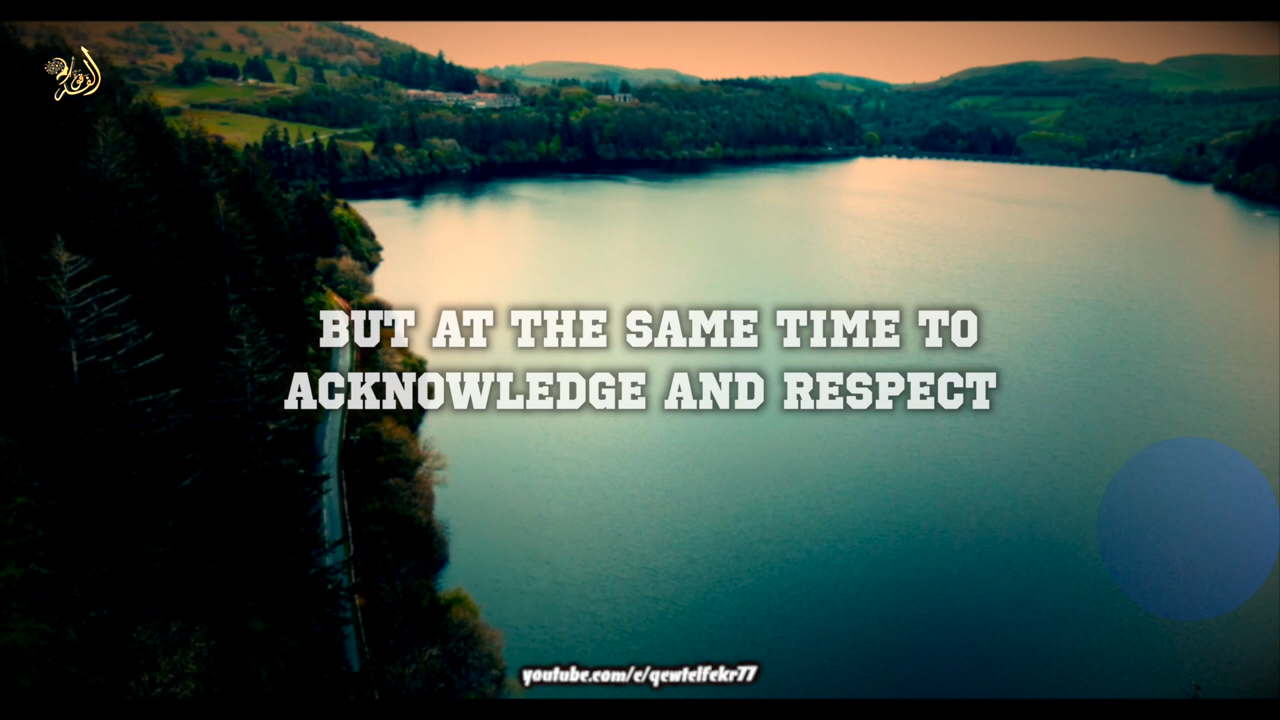 BUT AT THE SAME TIME TO
ACKNOWLEDGE AND RESPECT
youtube.com/c/qewtelfekr77